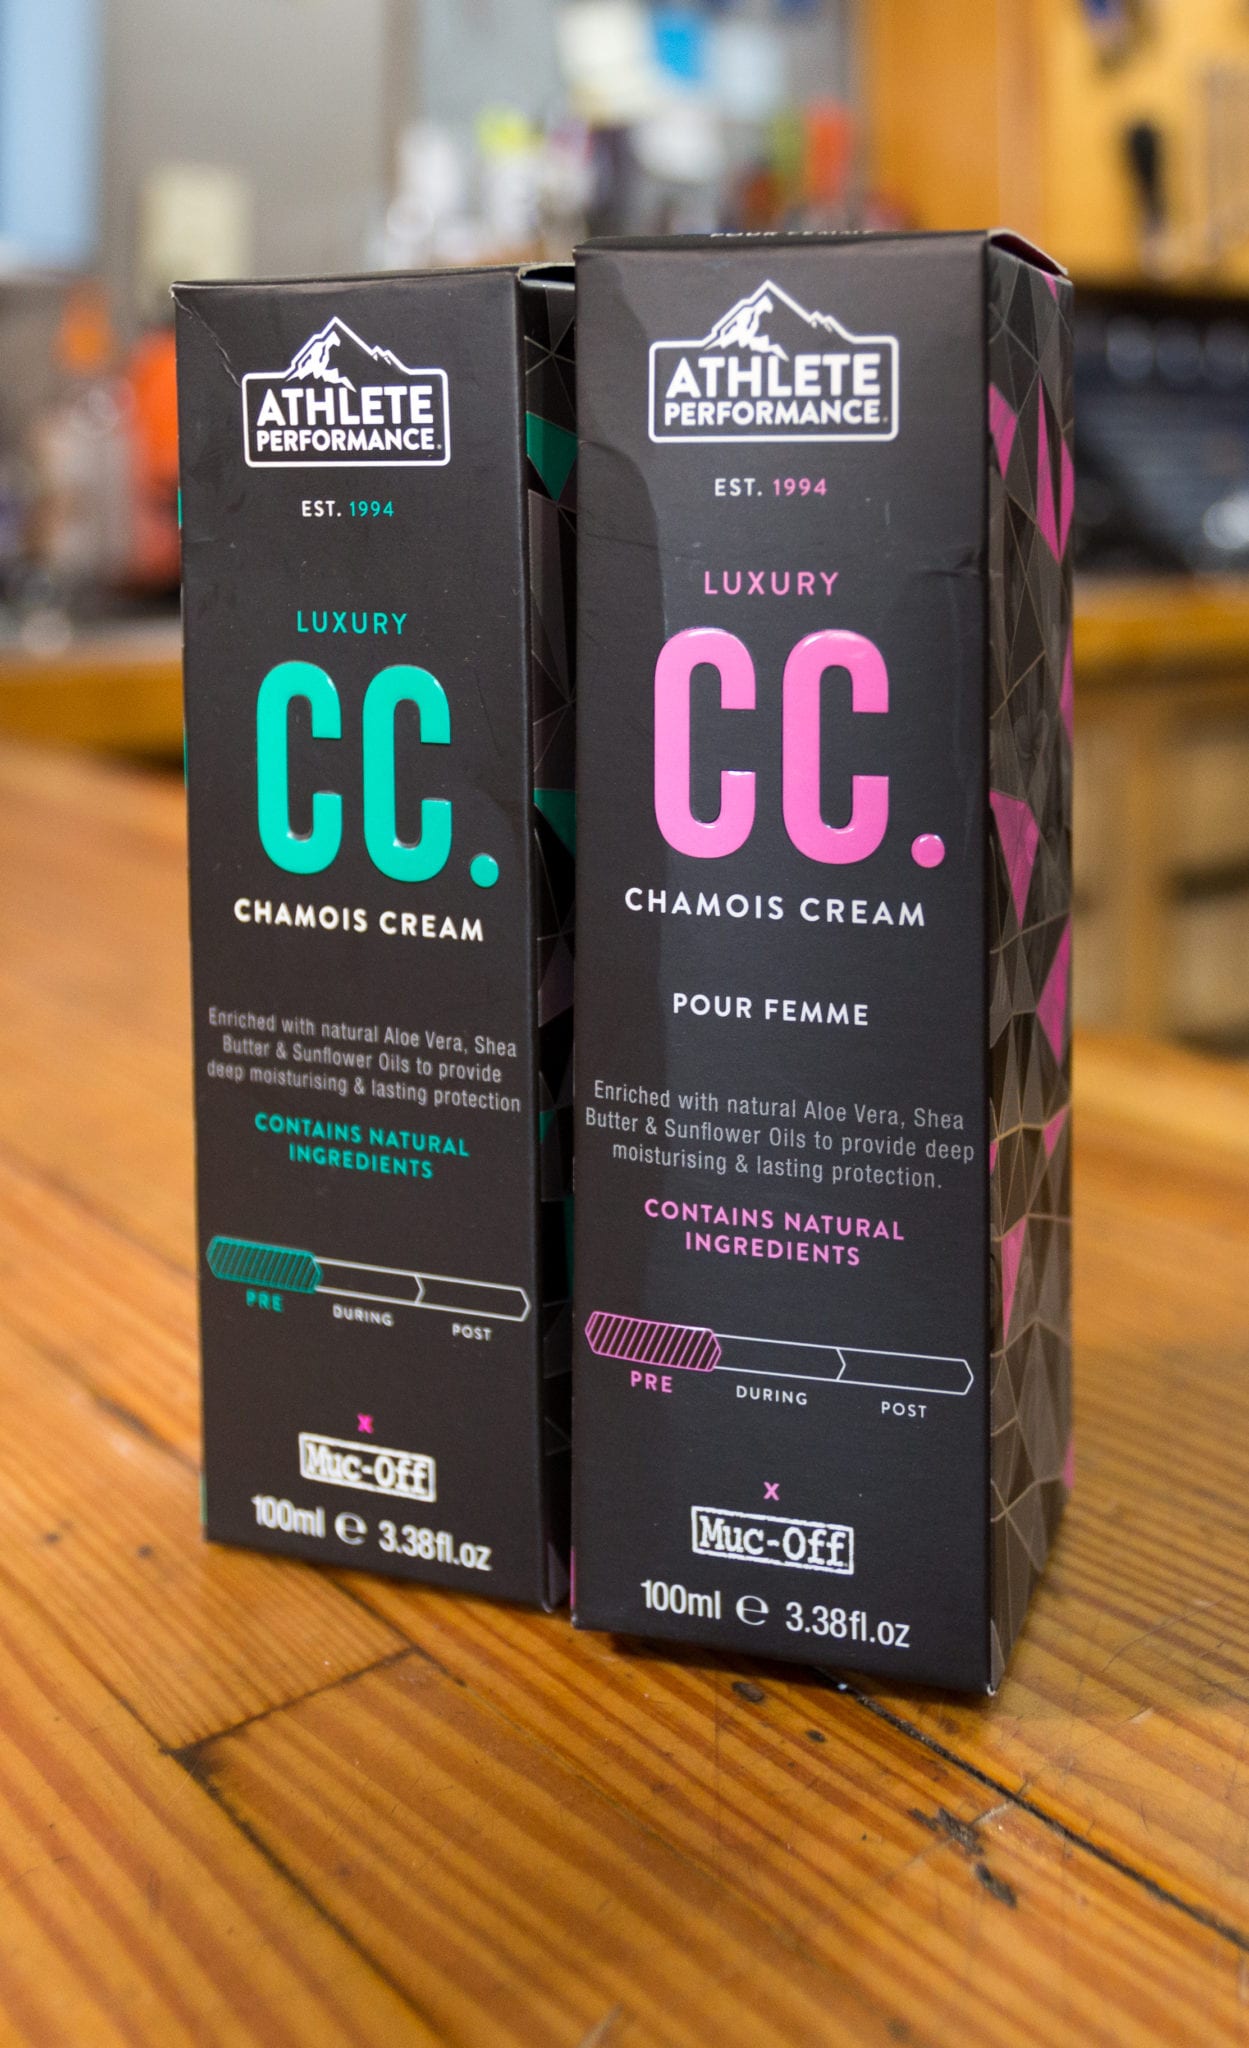 ATHLETE
PERFORMANCE
EST. 1994
LUXURY
CC.
CHAMOIS CREAM
Enriched with natural Aloe Vera, Shea
Butter & Sunflower Oils to provide
deep moisturising & lasting protection
CONTAINS NATURAL
INGREDIENTS
PRE
DURING
POST
x
Muc-Off
100ml ℮ 3.38fl.oz
POUR FEMME
ATHLETE
PERFORMANCE
EST. 1994
LUXURY
CC.
CHAMOIS CREAM
POUR FEMME
Enriched with natural Aloe Vera, Shea
Butter & Sunflower Oils to provide deep
moisturising & lasting protection.
CONTAINS NATURAL
INGREDIENTS
PRE
DURING
POST
x
Muc-Off
100ml ℮ 3.38fl.oz